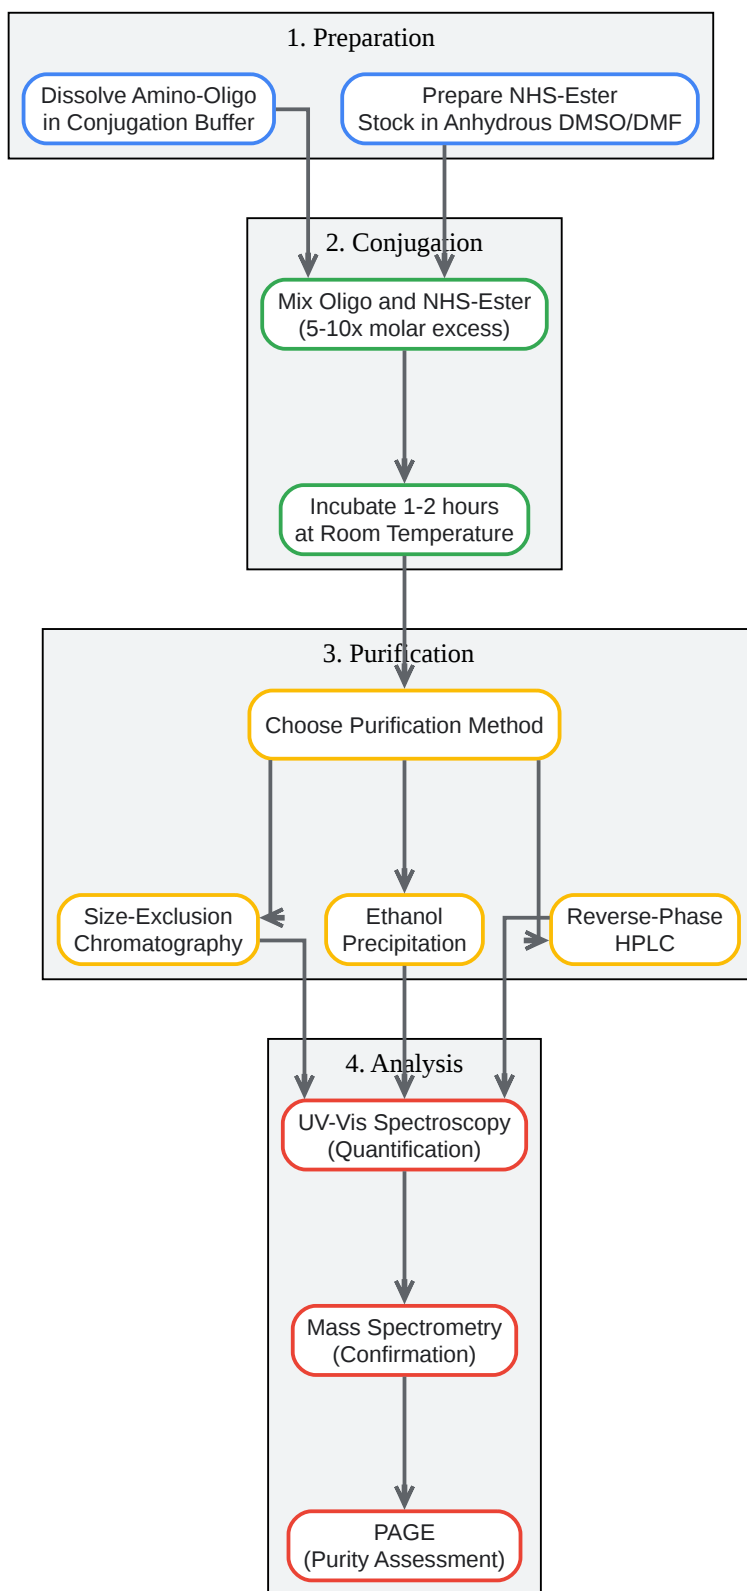 1. Preparation
Dissolve Amino-Oligo
in Conjugation Buffer
Prepare NHS-Ester
Stock in Anhydrous DMSO/DMF
2. Conjugation
Mix Oligo and NHS-Ester
(5-10x molar excess)
Incubate 1-2 hours
at Room Temperature
3. Purification
Choose Purification Method
Size-Exclusion
Chromatography
Ethanol
Precipitation
Reverse-Phase
HPLC
4. Analysis
UV-Vis Spectroscopy
(Quantification)
Mass Spectrometry
(Confirmation)
PAGE
(Purity Assessment)